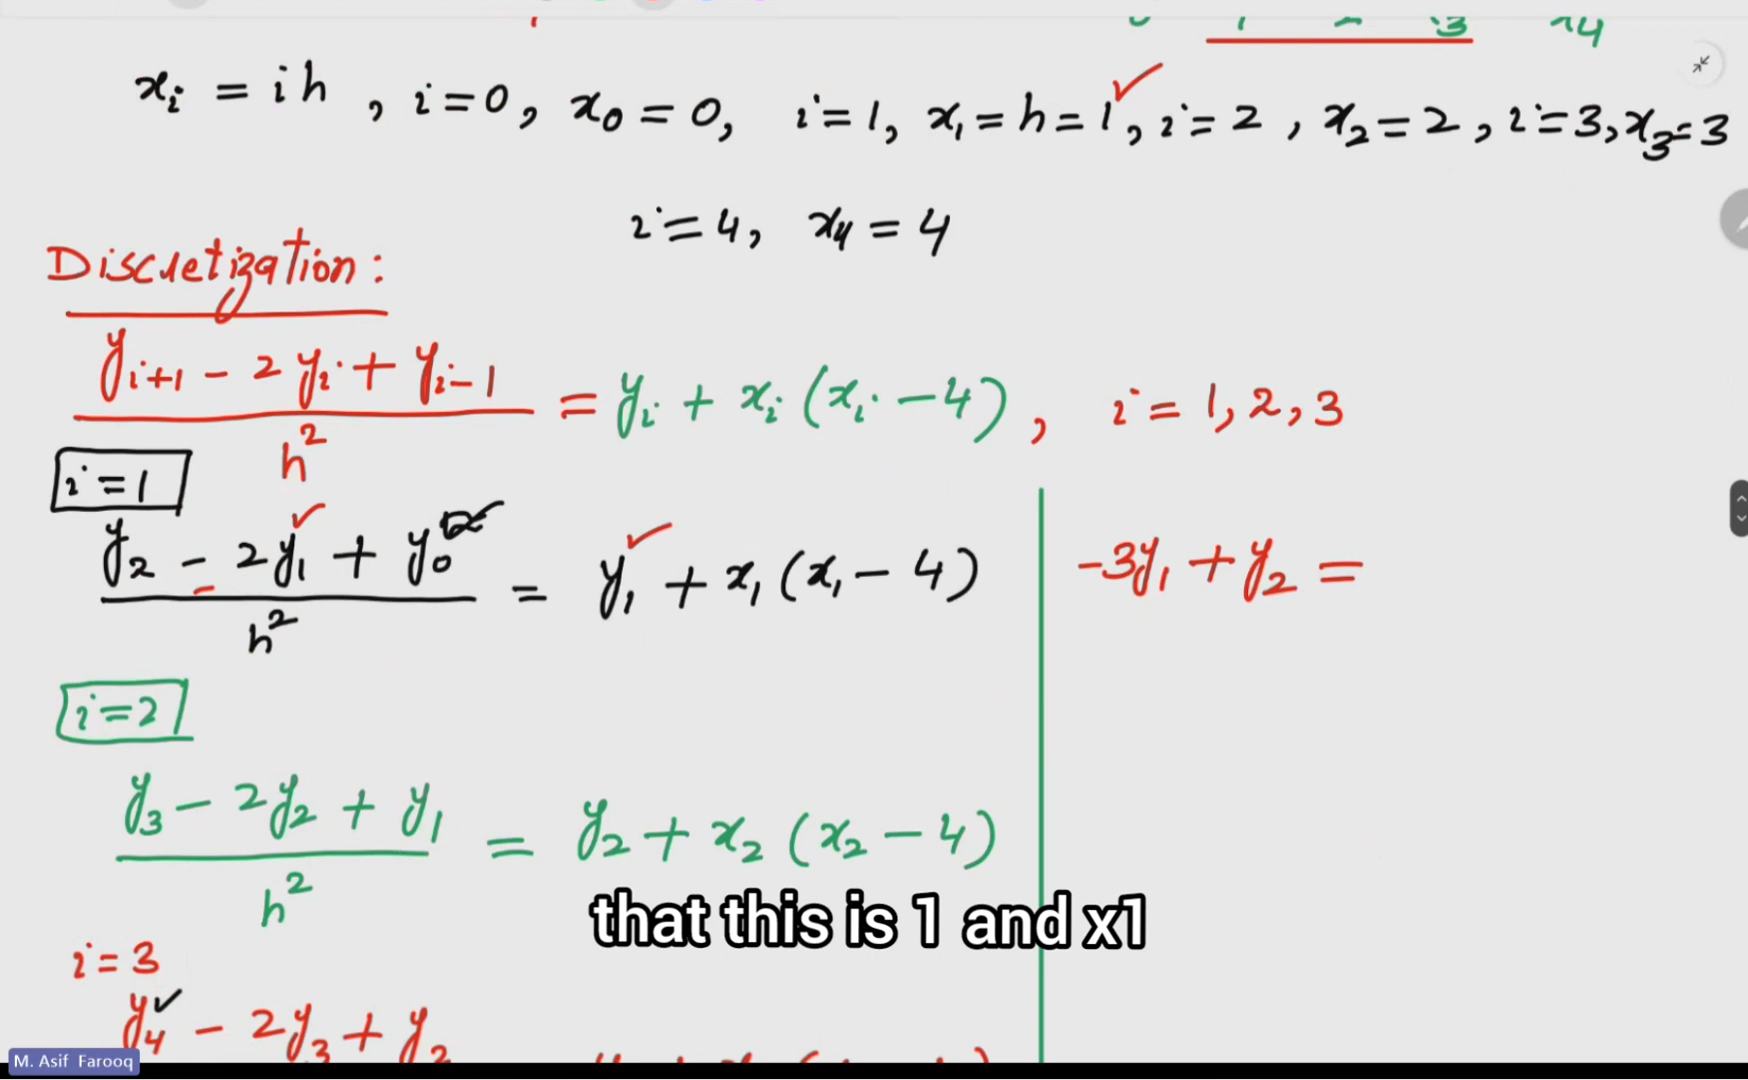 x4
xᵢ = i h , i=0, x₀ = 0, i=1, x₁ = h = 1, i = 2 , x₂ = 2 , i=3, x₃=3
i=4, x₄ = 4
Discretization:
yᵢ₊₁ - 2 yᵢ + yᵢ₋₁ / h² = yᵢ + xᵢ (xᵢ - 4) , i = 1, 2, 3
i = 1
y₂ - 2y₁ + y₀ / h² = y₁ + x₁ (x₁ - 4) -3y₁ + y₂ =
i = 2
y₃ - 2y₂ + y₁ / h² = y₂ + x₂ (x₂ - 4)
that this is 1 and x1
i = 3
y₄ - 2y₃ + y₂
M. Asif Farooq